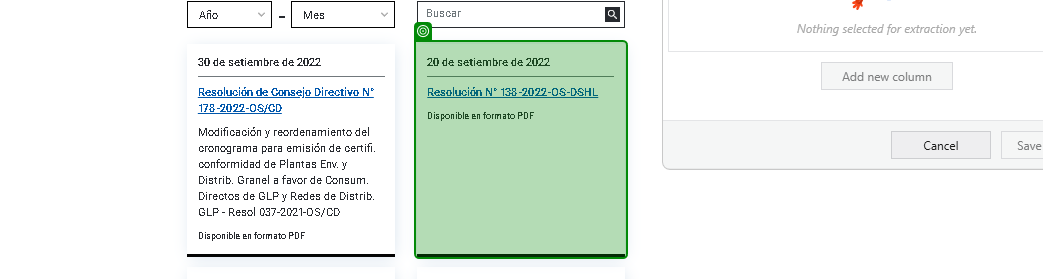 Año
–
Mes
Buscar
30 de setiembre de 2022
Resolución de Consejo Directivo N°
178-2022-OS/CD
Modificación y reordenamiento del
cronograma para emisión de certifi.
conformidad de Plantas Env. y
Distrib. Granel a favor de Consum.
Directos de GLP y Redes de Distrib.
GLP - Resol 037-2021-OS/CD
Disponible en formato PDF
20 de setiembre de 2022
Resolución N° 138-2022-OS-DSHL
Disponible en formato PDF
Nothing selected for extraction yet.
Add new column
Cancel
Save